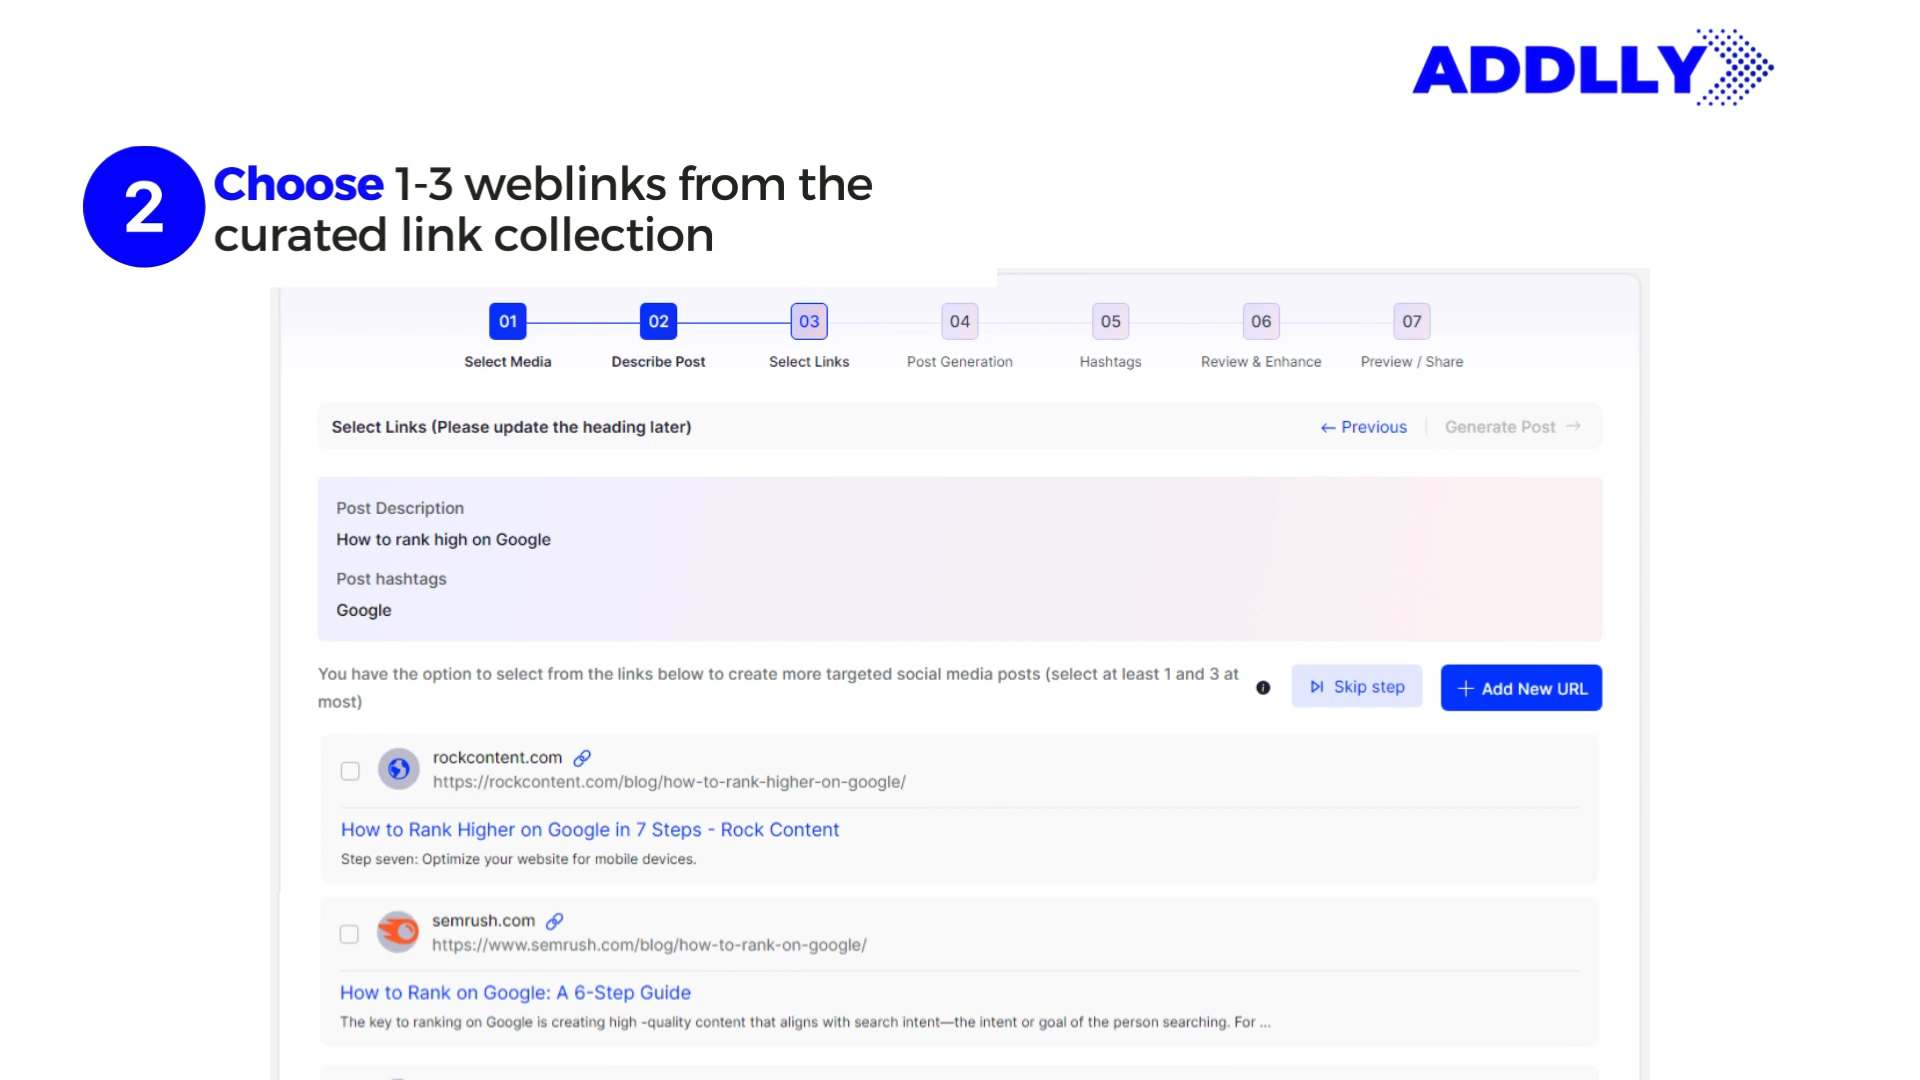 ADDLLY
2
Choose 1-3 weblinks from the
curated link collection
01
02
03
04
05
06
07
Select Media
Describe Post
Select Links
Post Generation
Hashtags
Review & Enhance
Preview / Share
Select Links (Please update the heading later)
← Previous
Generate Post →
Post Description
How to rank high on Google
Post hashtags
Google
You have the option to select from the links below to create more targeted social media posts (select at least 1 and 3 at
most)
Skip step
+ Add New URL
rockcontent.com
https://rockcontent.com/blog/how-to-rank-higher-on-google/
How to Rank Higher on Google in 7 Steps - Rock Content
Step seven: Optimize your website for mobile devices.
semrush.com
https://www.semrush.com/blog/how-to-rank-on-google/
How to Rank on Google: A 6-Step Guide
The key to ranking on Google is creating high -quality content that aligns with search intent—the intent or goal of the person searching. For ...